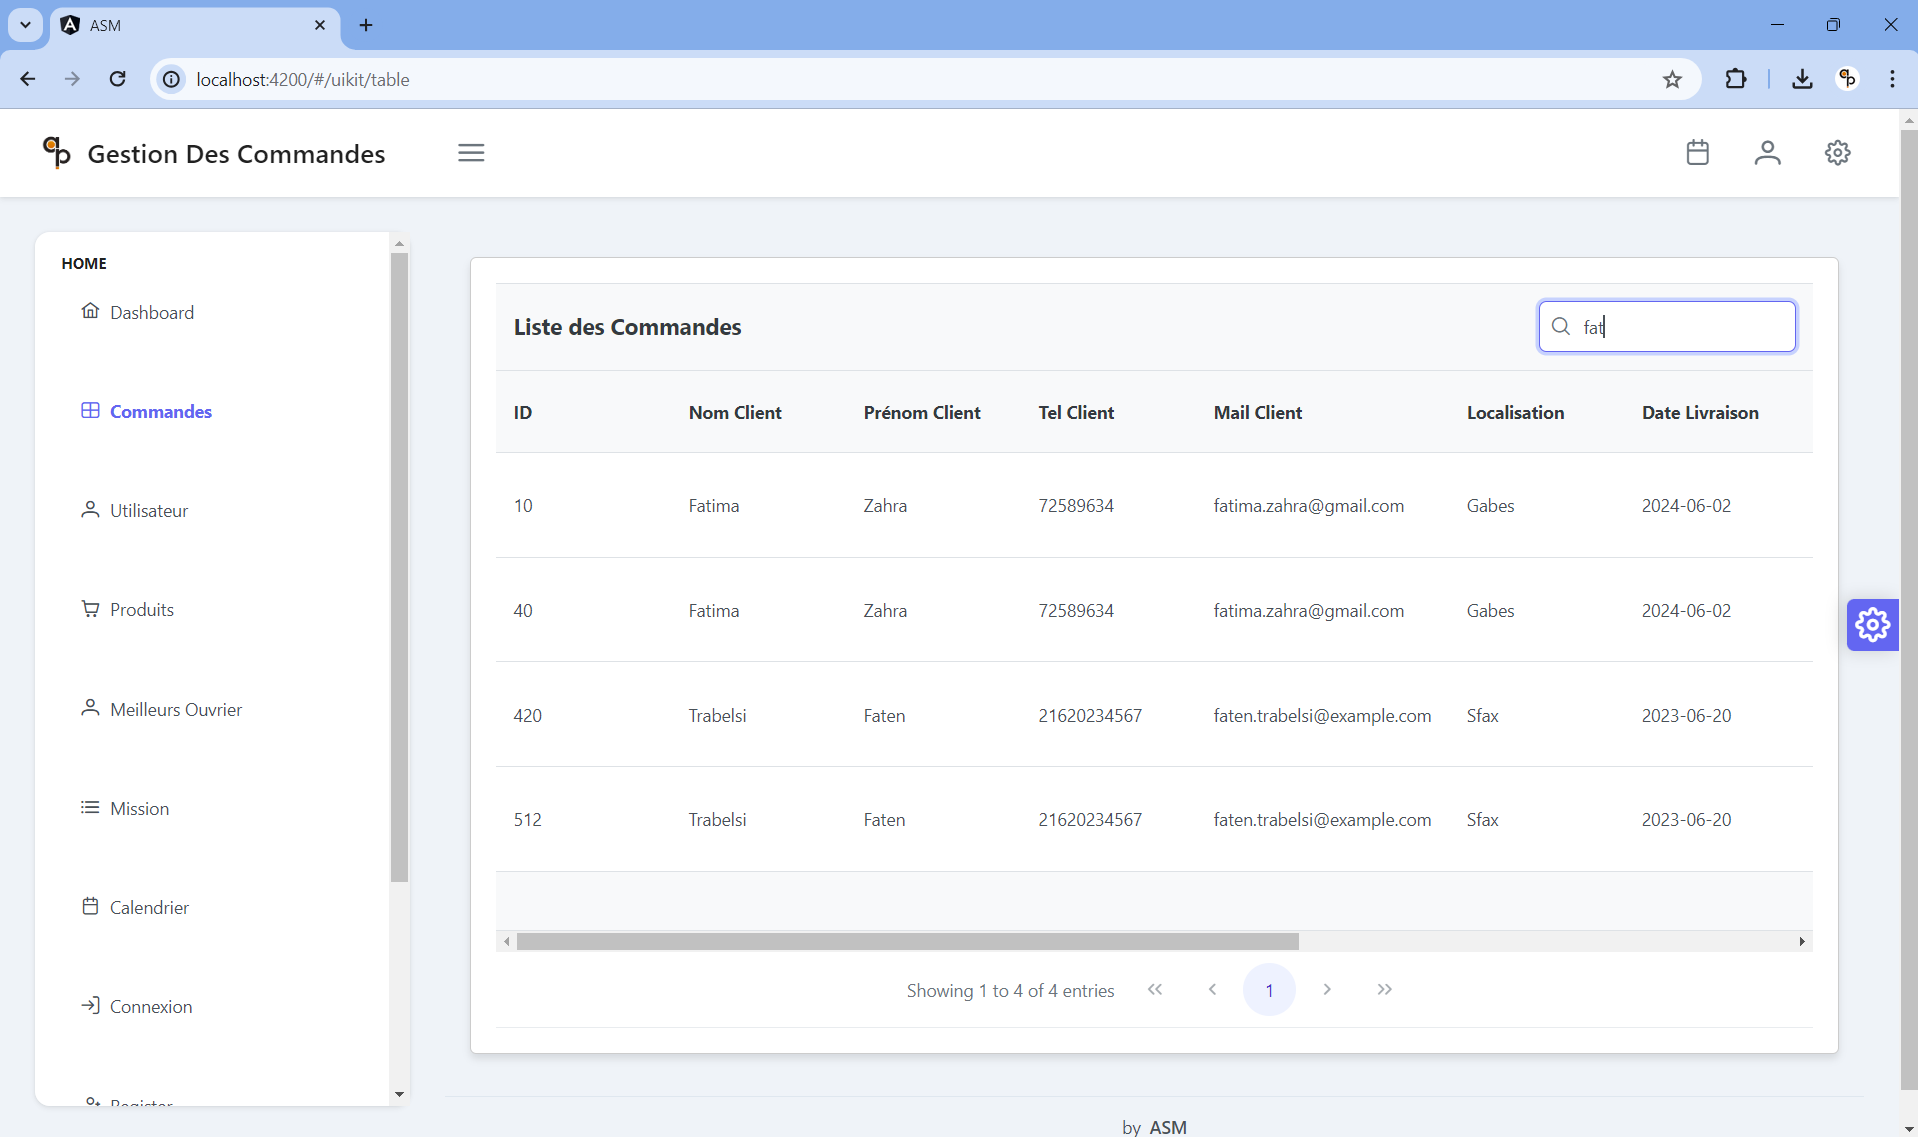 ASM
localhost:4200/#/uikit/table
Gestion Des Commandes
HOME
Dashboard
Commandes
Utilisateur
Produits
Meilleurs Ouvrier
Mission
Calendrier
Connexion
Register
Liste des Commandes
fat
ID Nom Client Prénom Client Tel Client Mail Client Localisation Date Livraison
10 Fatima Zahra 72589634 fatima.zahra@gmail.com Gabes 2024-06-02
40 Fatima Zahra 72589634 fatima.zahra@gmail.com Gabes 2024-06-02
420 Trabelsi Faten 21620234567 faten.trabelsi@example.com Sfax 2023-06-20
512 Trabelsi Faten 21620234567 faten.trabelsi@example.com Sfax 2023-06-20
Showing 1 to 4 of 4 entries << < 1 > >>
by ASM